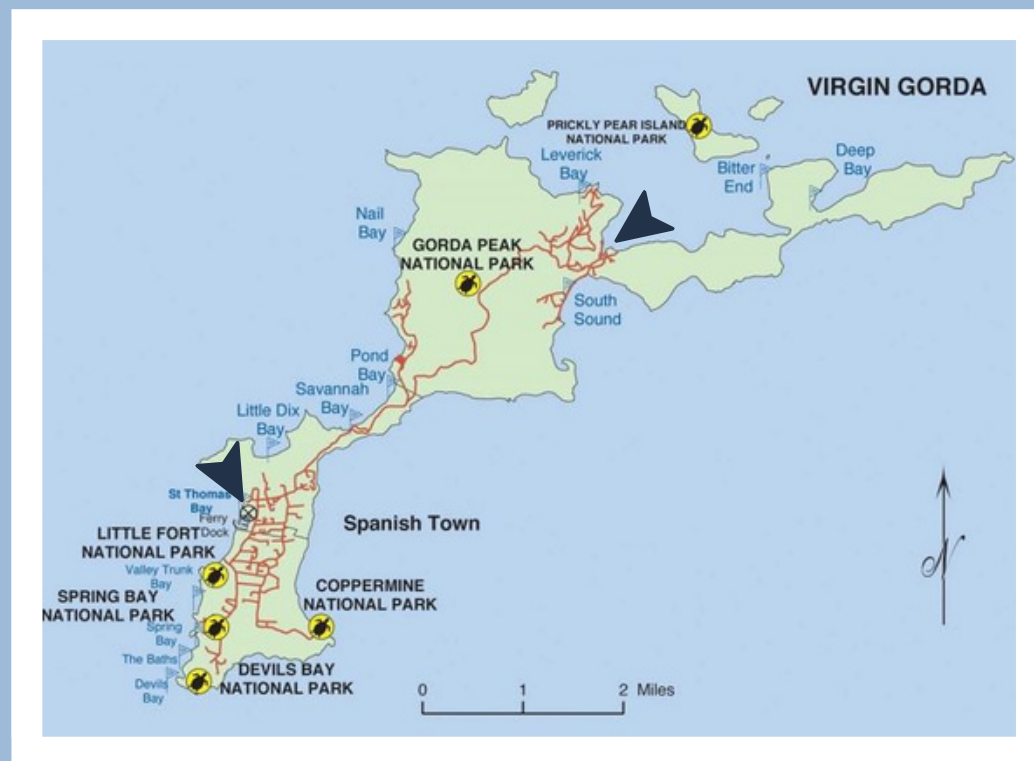 VIRGIN GORDA
PRICKLY PEAR ISLAND
NATIONAL PARK
Leverick
Bay
Bitter
End
Deep
Bay
Nail
Bay
GORDA PEAK
NATIONAL PARK
South
Sound
Pond
Bay
Savannah
Bay
Little Dix
Bay
St Thomas
Bay
Ferry
Dock
Spanish Town
LITTLE FORT
NATIONAL PARK
Valley Trunk
Bay
COPPERMINE
NATIONAL PARK
SPRING BAY
NATIONAL PARK
Spring
Bay
The Baths
DEVILS BAY
NATIONAL PARK
Devils
Bay
0 1 2 Miles
N